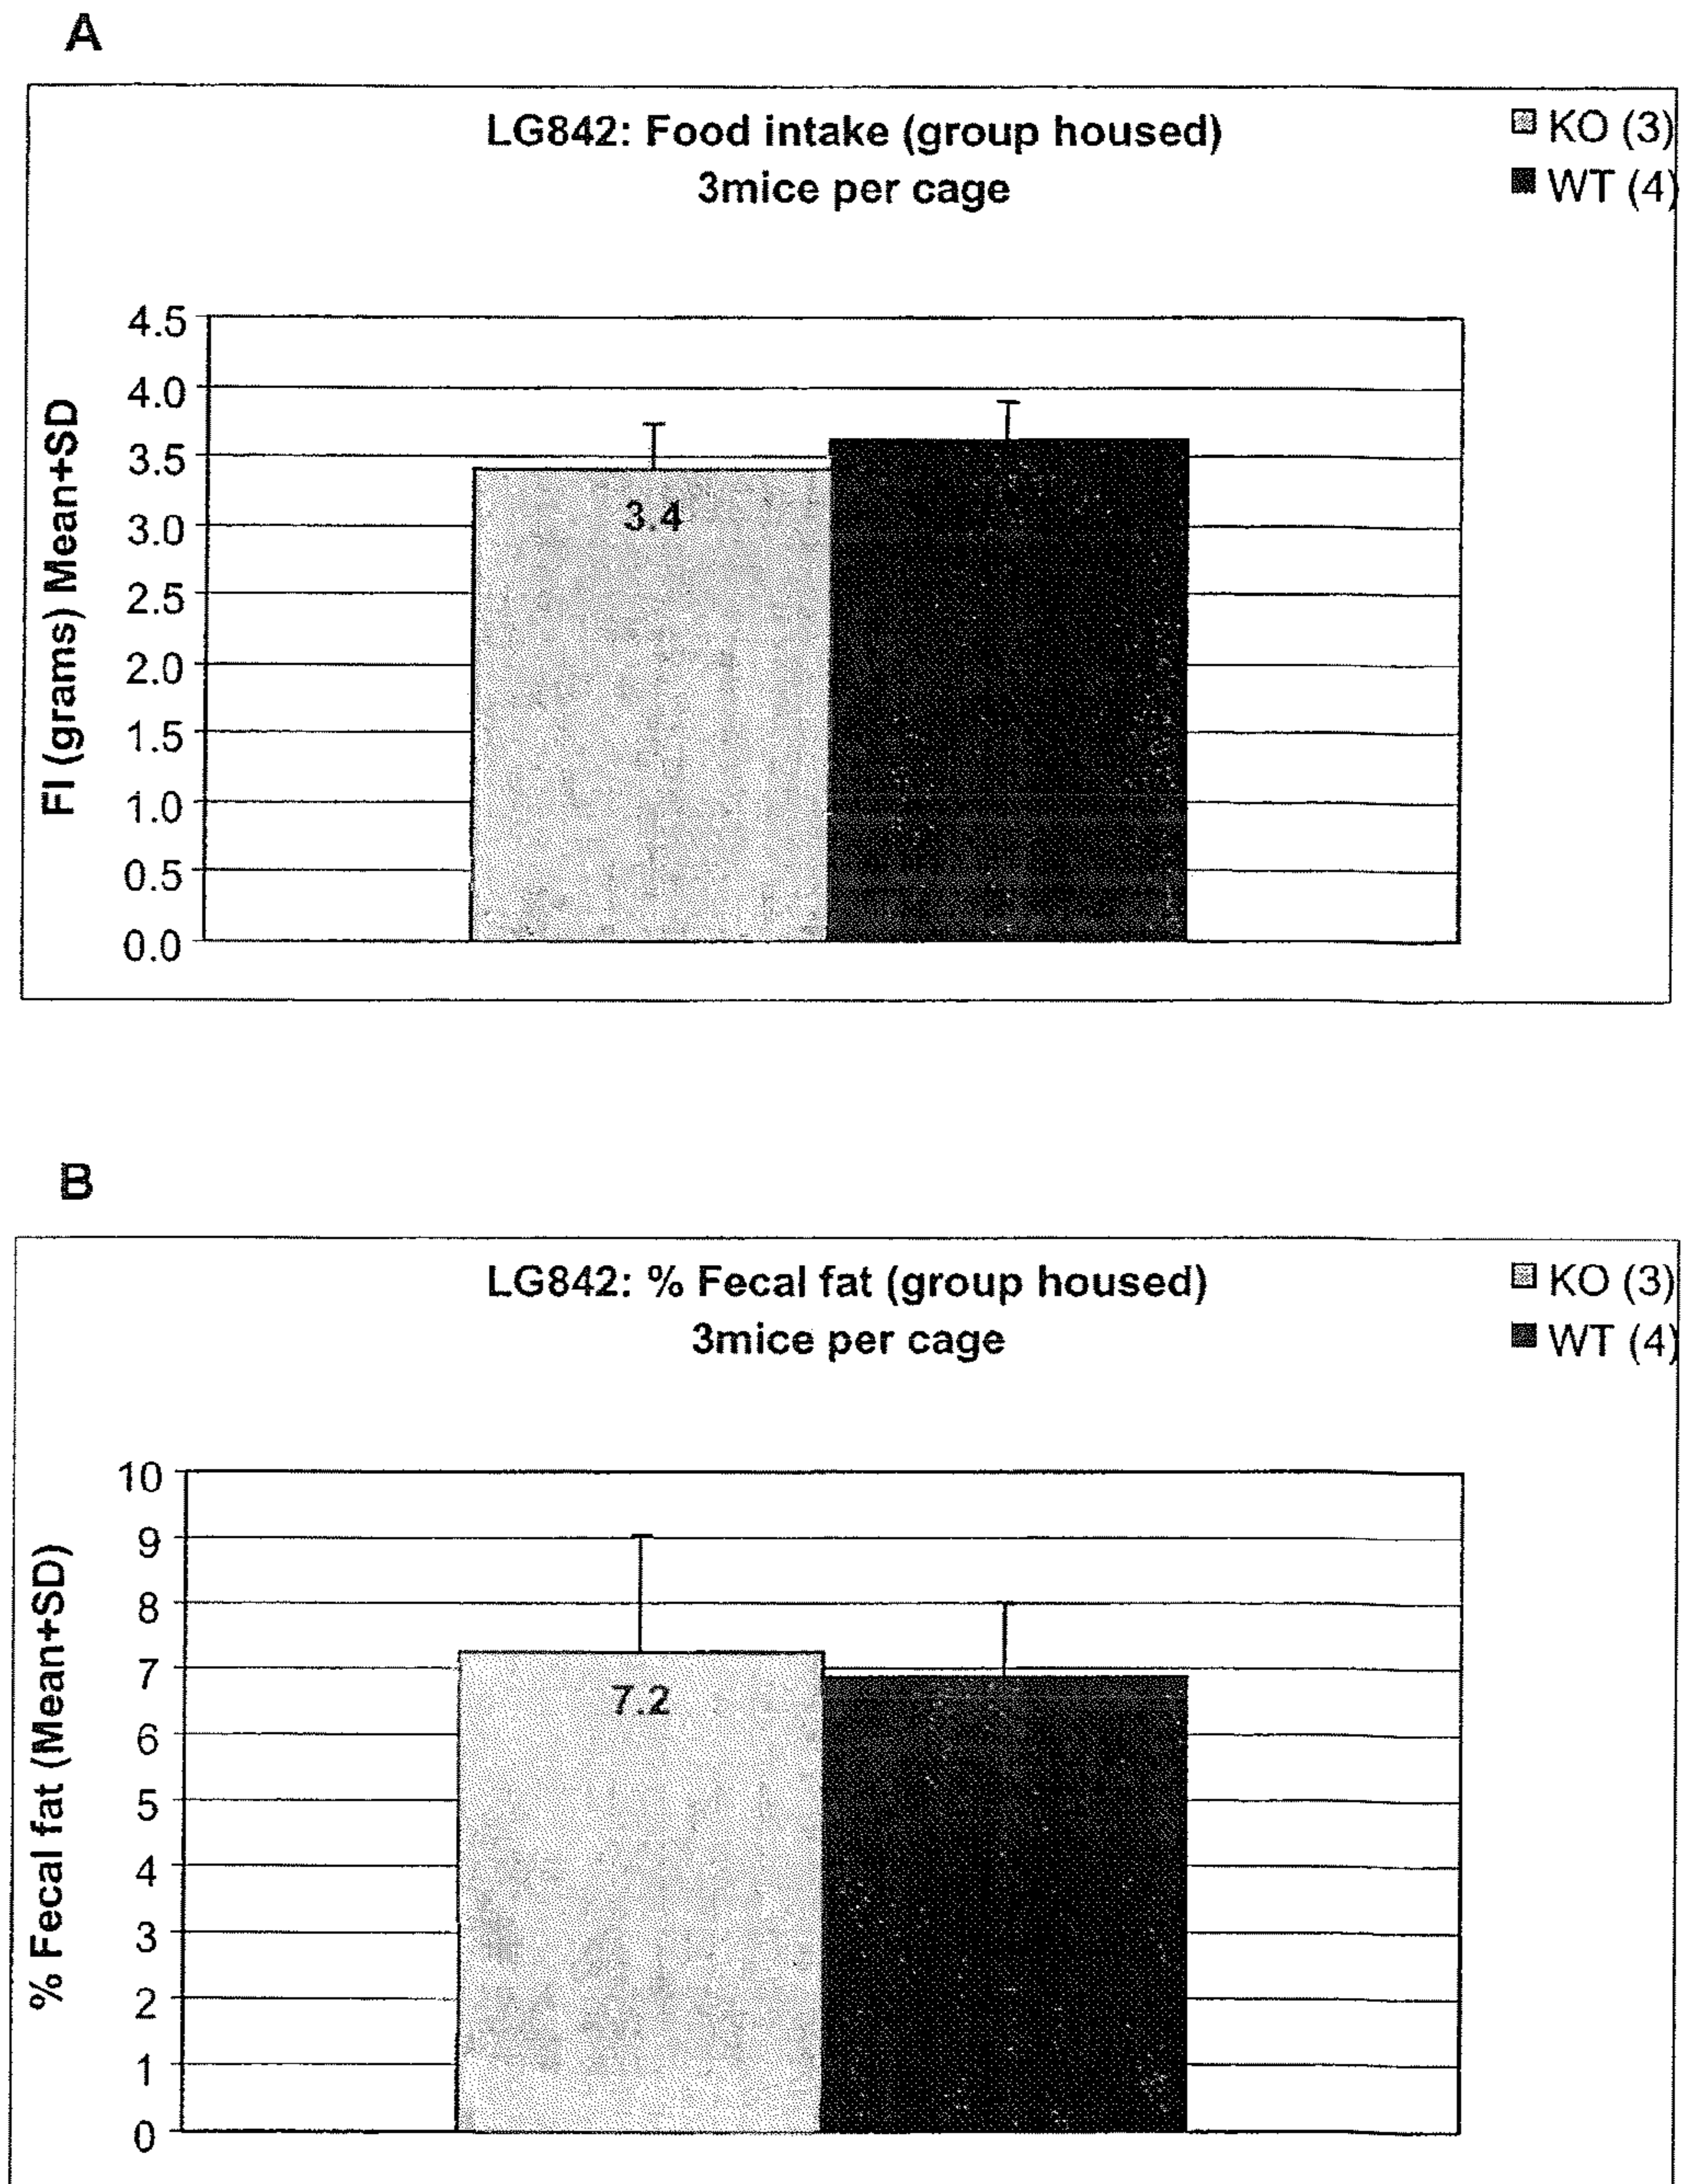 A
LG842: Food intake (group housed)
3mice per cage
KO (3)
WT (4)
FI (grams) Mean+SD
4.5
4.0
3.5
3.0
2.5
2.0
1.5
1.0
0.5
0.0
3.4
B
LG842: % Fecal fat (group housed)
3mice per cage
KO (3)
WT (4)
% Fecal fat (Mean+SD)
10
9
8
7
6
5
4
3
2
1
0
7.2